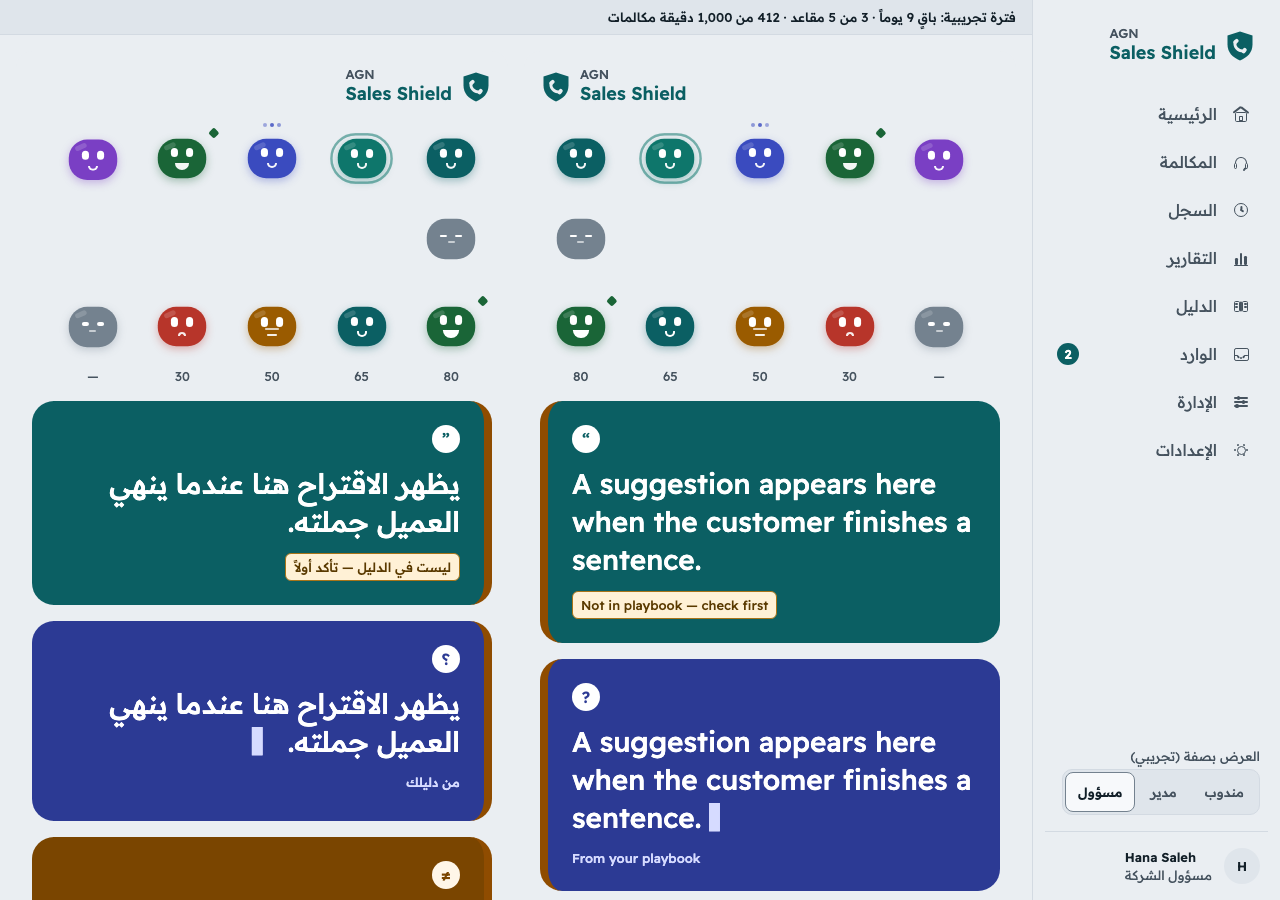 فترة تجريبية: باقٍ 9 يوماً · 3 من 5 مقاعد · 412 من 1,000 دقيقة مكالمات
AGN
Sales Shield
الرئيسية
المكالمة
السجل
التقارير
الدليل
الوارد
2
الإدارة
الإعدادات
العرض بصفة (تجريبي)
مندوب
مدير
مسؤول
H
Hana Saleh
مسؤول الشركة
AGN
Sales Shield
80
65
50
30
—
“
A suggestion appears here
when the customer finishes a
sentence.
Not in playbook — check first
?
A suggestion appears here
when the customer finishes a
sentence.
From your playbook
AGN
Sales Shield
80
65
50
30
—
”
يظهر الاقتراح هنا عندما ينهي
العميل جملته.
ليست في الدليل — تأكد أولاً
؟
يظهر الاقتراح هنا عندما ينهي
العميل جملته.
من دليلك
≠